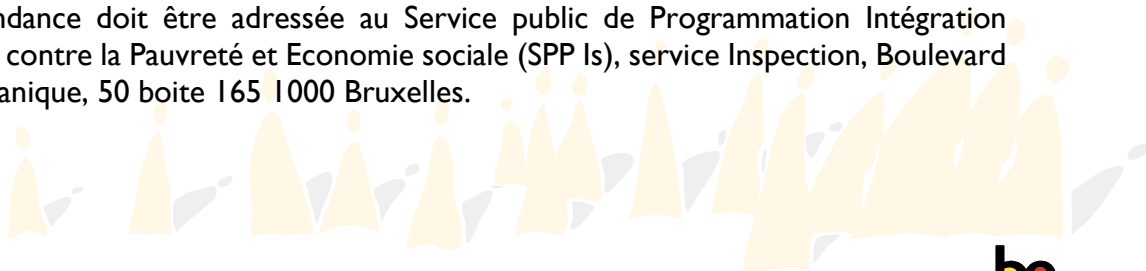 ndance doit être adressée au Service public de Programmation Intégration
contre la Pauvreté et Economie sociale (SPP Is), service Inspection, Boulevard
anique, 50 boite 165 1000 Bruxelles.
be